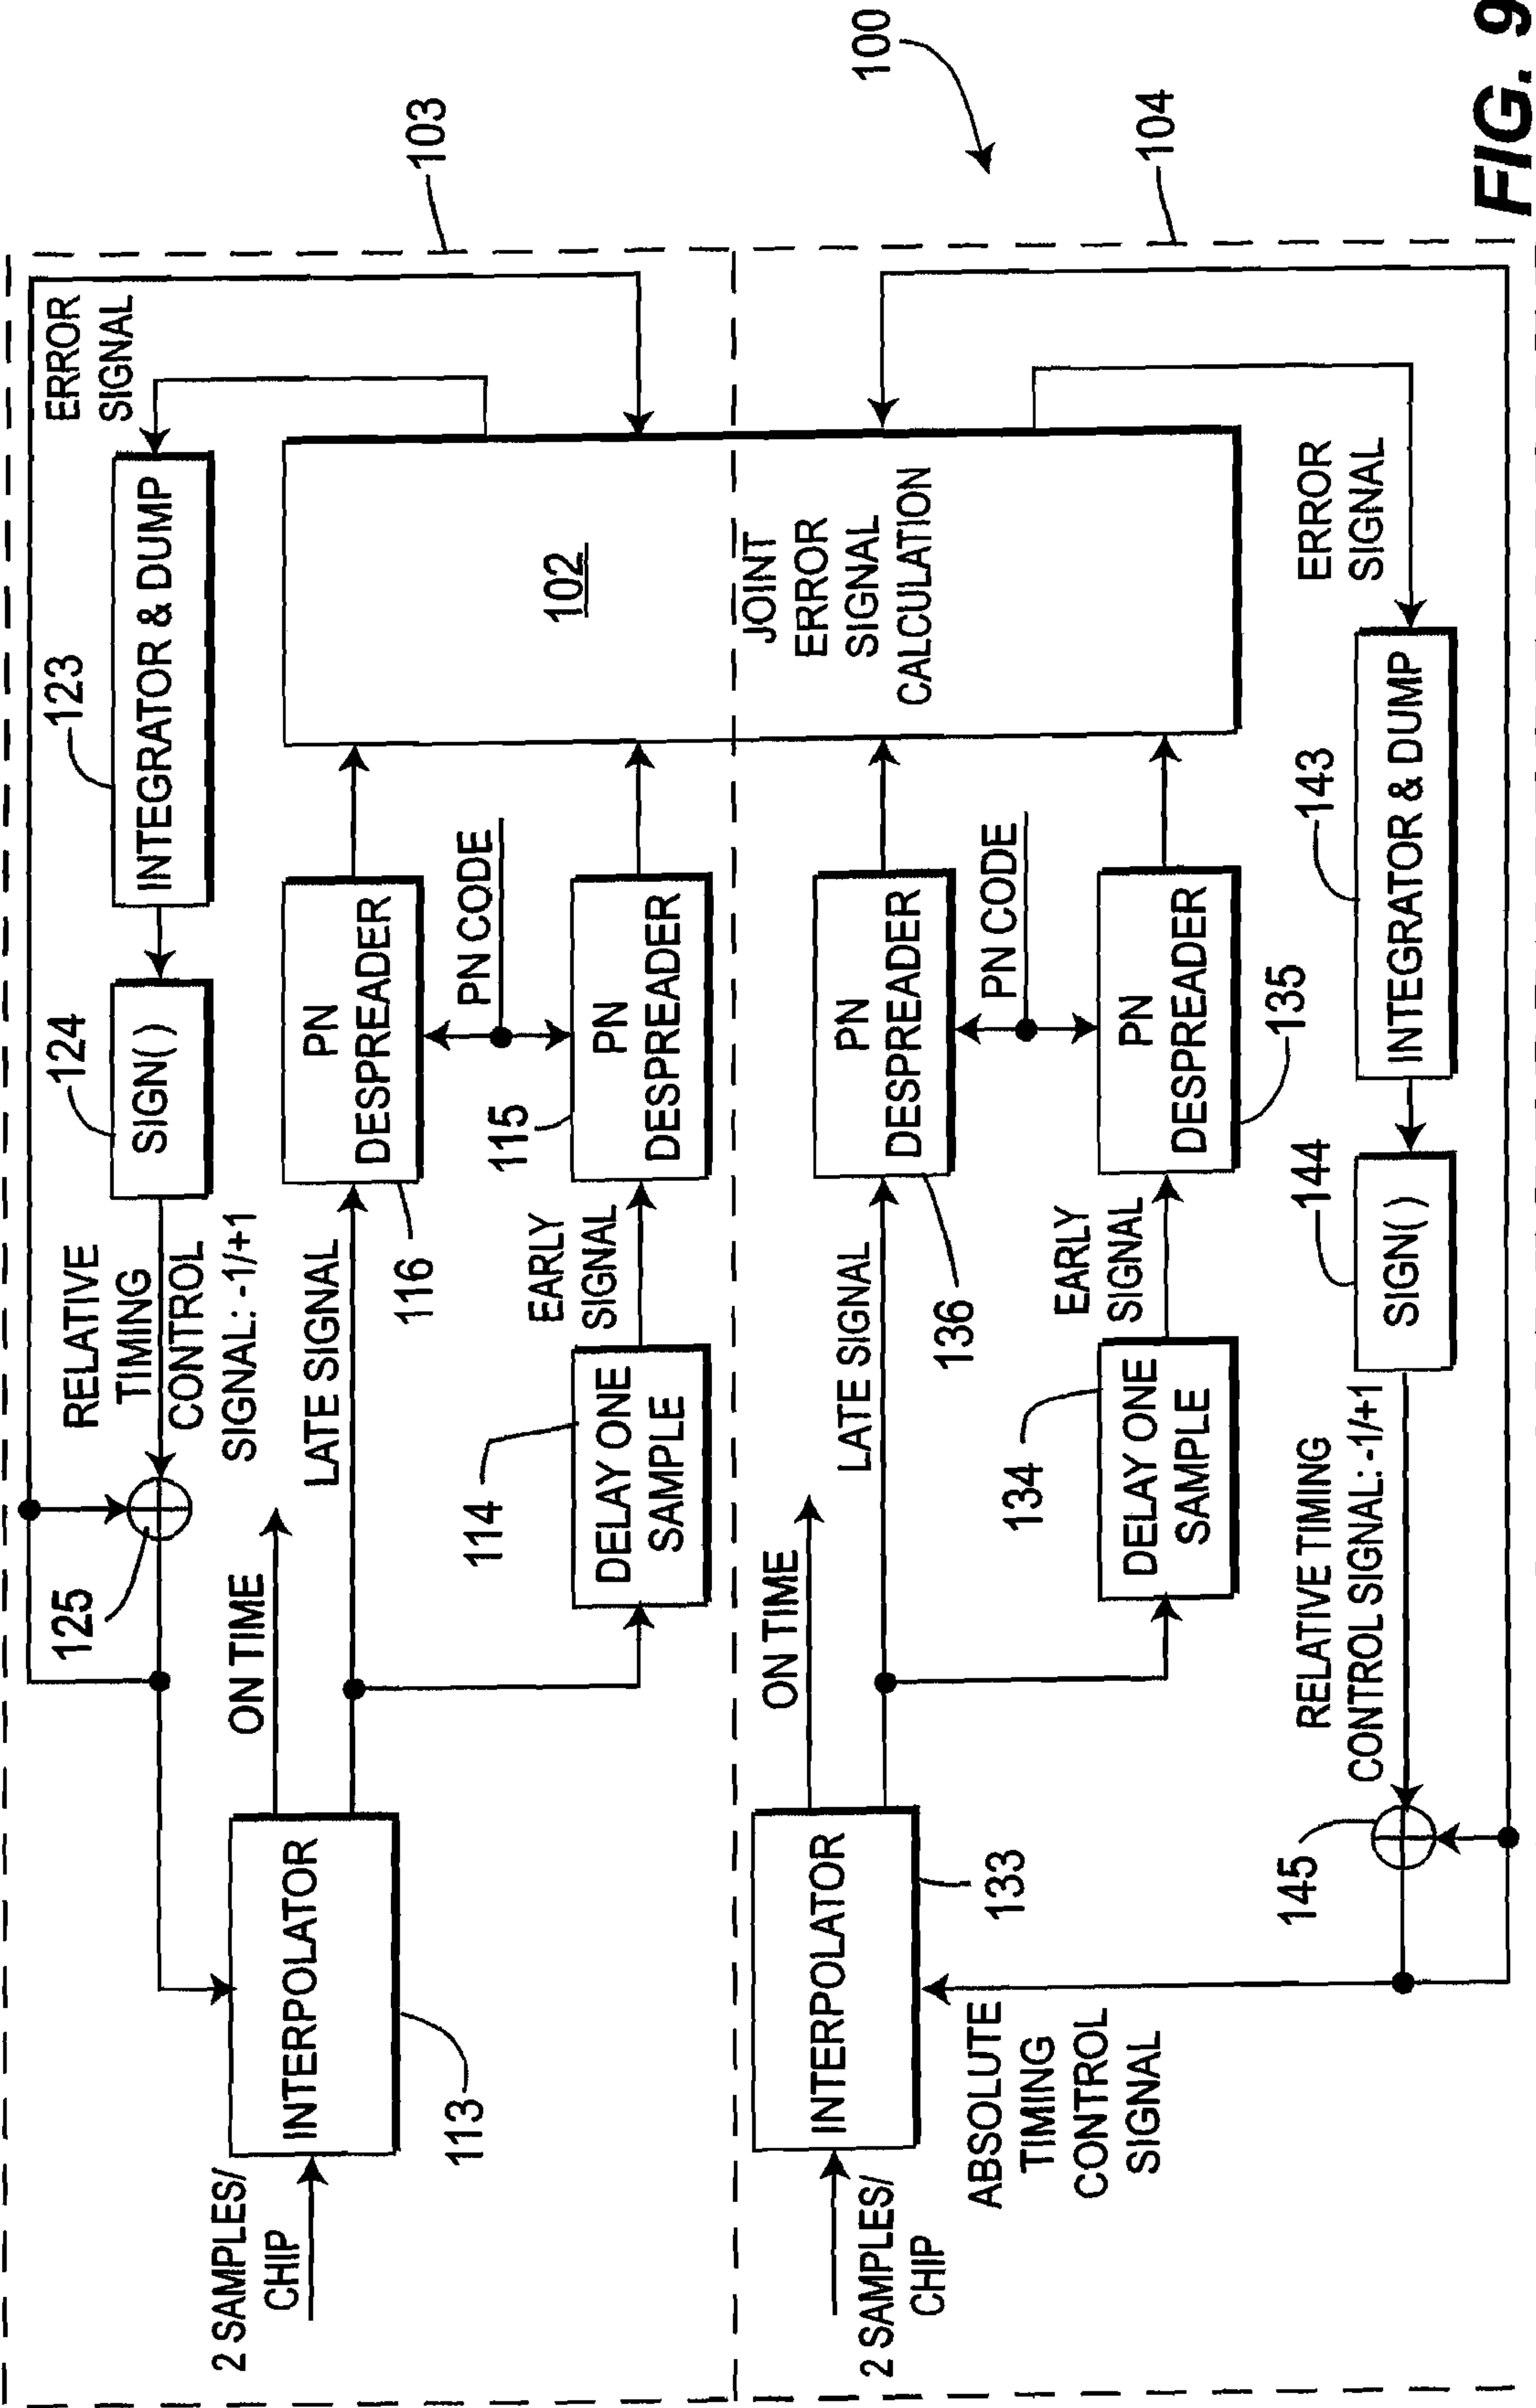 2 SAMPLES/
CHIP
INTERPOLATOR
113
ON TIME
125
RELATIVE
TIMING
CONTROL
SIGNAL: -1/+1
124
SIGN( )
123
INTEGRATOR & DUMP
ERROR
SIGNAL
103
LATE SIGNAL
116
PN
DESPREADER
PN CODE
114
DELAY ONE
SAMPLE
EARLY
SIGNAL
115
PN
DESPREADER
102
JOINT
ERROR
SIGNAL
CALCULATION
100
2 SAMPLES/
CHIP
INTERPOLATOR
133
ON TIME
LATE SIGNAL
136
PN
DESPREADER
PN CODE
134
DELAY ONE
SAMPLE
EARLY
SIGNAL
PN
DESPREADER
135
104
ABSOLUTE
TIMING
CONTROL
SIGNAL
145
RELATIVE TIMING
CONTROL SIGNAL: -1/+1
144
SIGN( )
143
INTEGRATOR & DUMP
ERROR
SIGNAL
FIG. 9